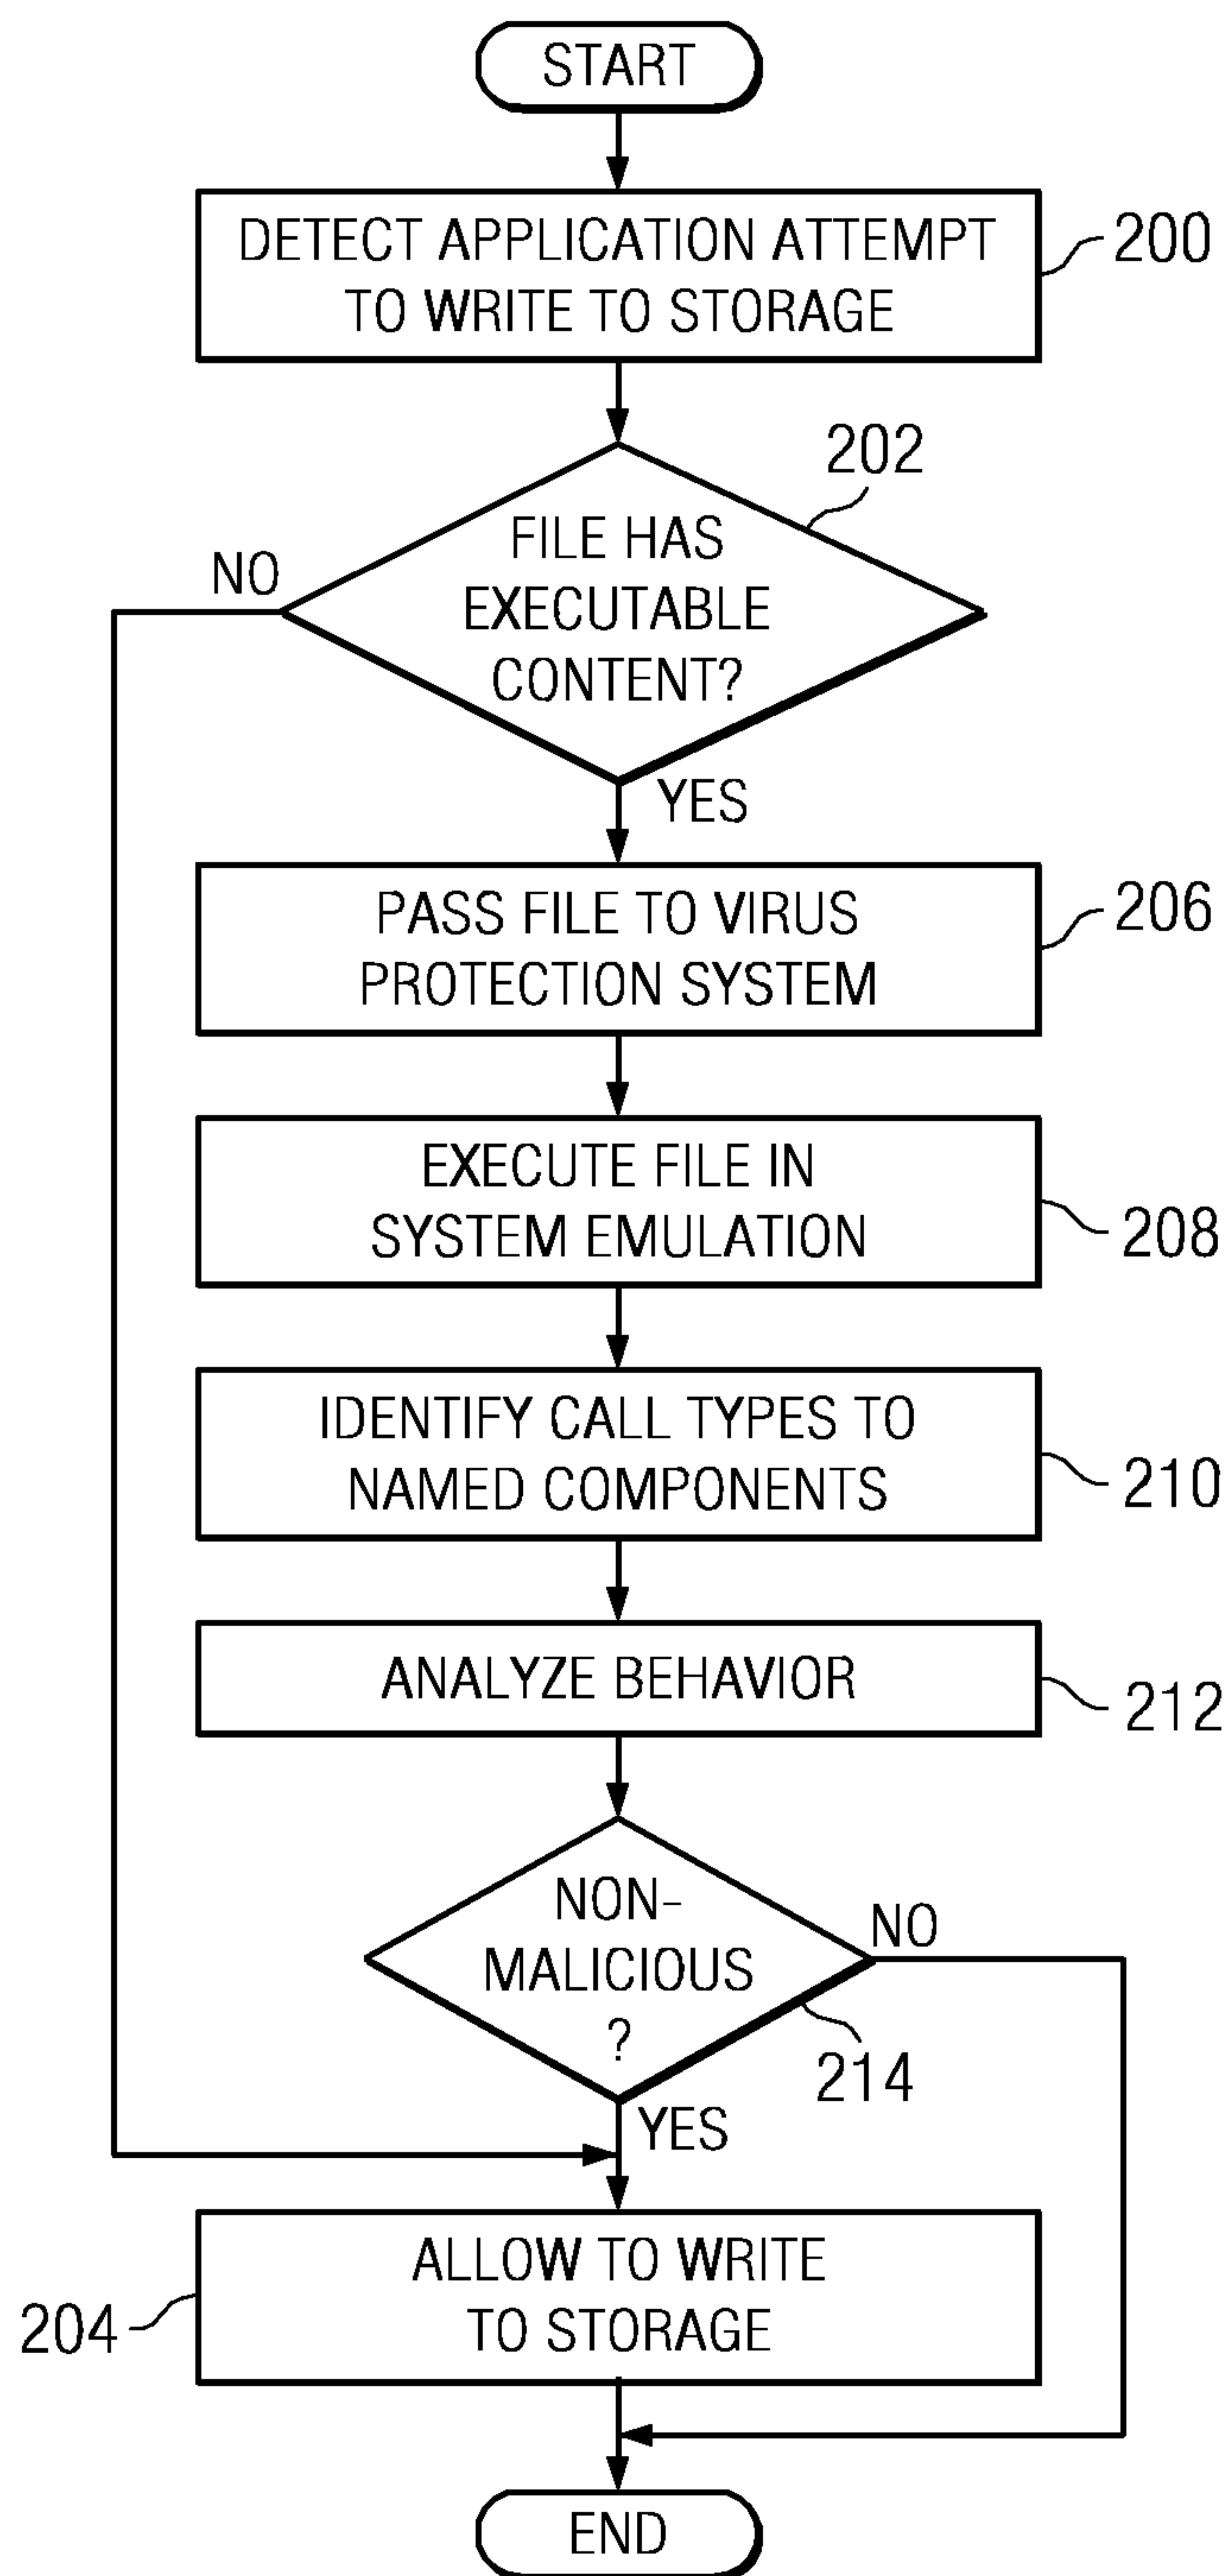 START
DETECT APPLICATION ATTEMPT
TO WRITE TO STORAGE
200
202
FILE HAS
EXECUTABLE
CONTENT?
NO
YES
PASS FILE TO VIRUS
PROTECTION SYSTEM
206
EXECUTE FILE IN
SYSTEM EMULATION
208
IDENTIFY CALL TYPES TO
NAMED COMPONENTS
210
ANALYZE BEHAVIOR
212
NON-
MALICIOUS
?
NO
214
YES
ALLOW TO WRITE
TO STORAGE
204
END